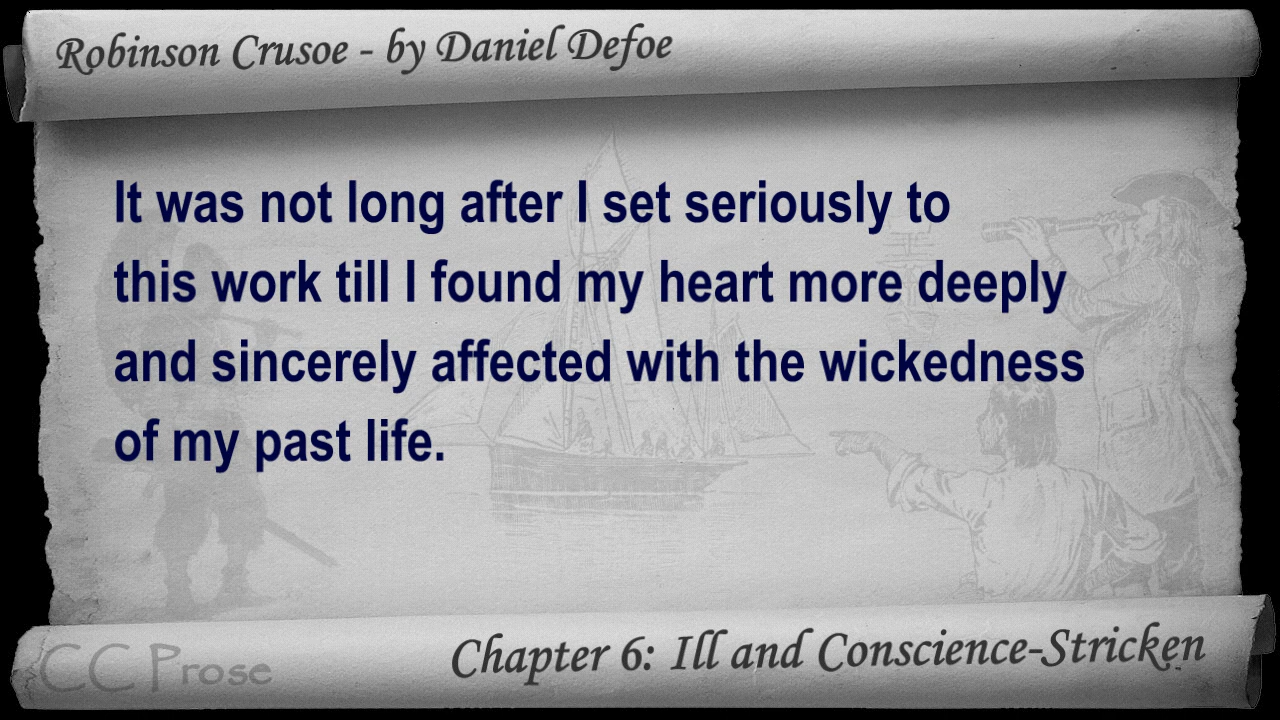 Robinson Crusoe - by Daniel Defoe
It was not long after I set seriously to
this work till I found my heart more deeply
and sincerely affected with the wickedness
of my past life.
Chapter 6: Ill and Conscience-Stricken
CC Prose